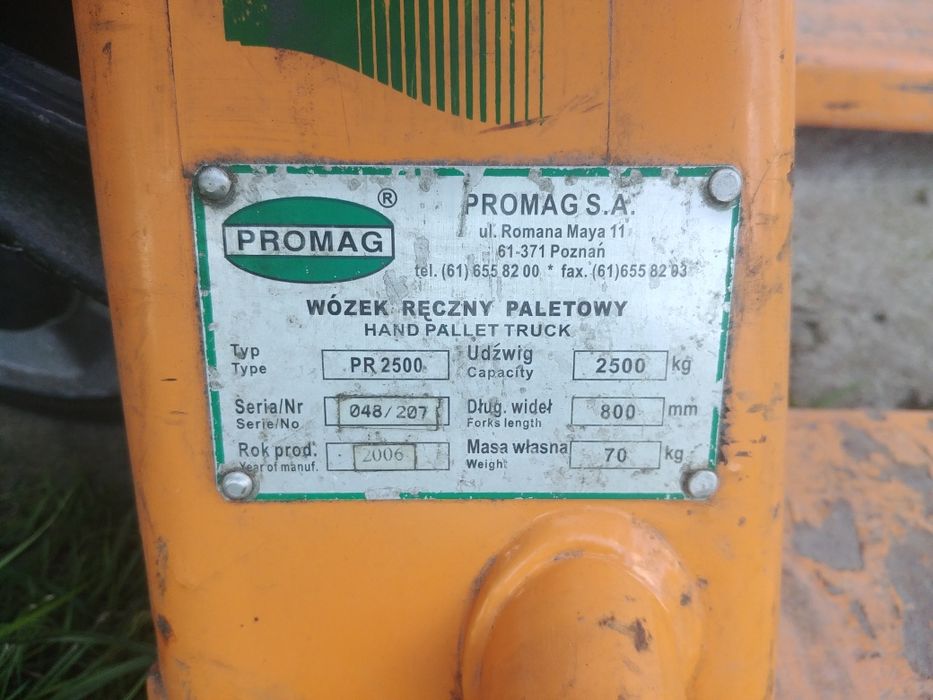 PROMAG ®
PROMAG S.A.
ul. Romana Maya 11
61-371 Poznań
tel. (61) 655 82 00 * fax. (61)655 82 03
WÓZEK RĘCZNY PALETOWY
HAND PALLET TRUCK
Typ PR 2500 Udźwig 2500 kg
Type Capacity
Seria/Nr 048/207 Dług. wideł 800 mm
Serie/No Forks length
Rok prod. 2006 Masa własna 70 kg
Year of manuf. Weight